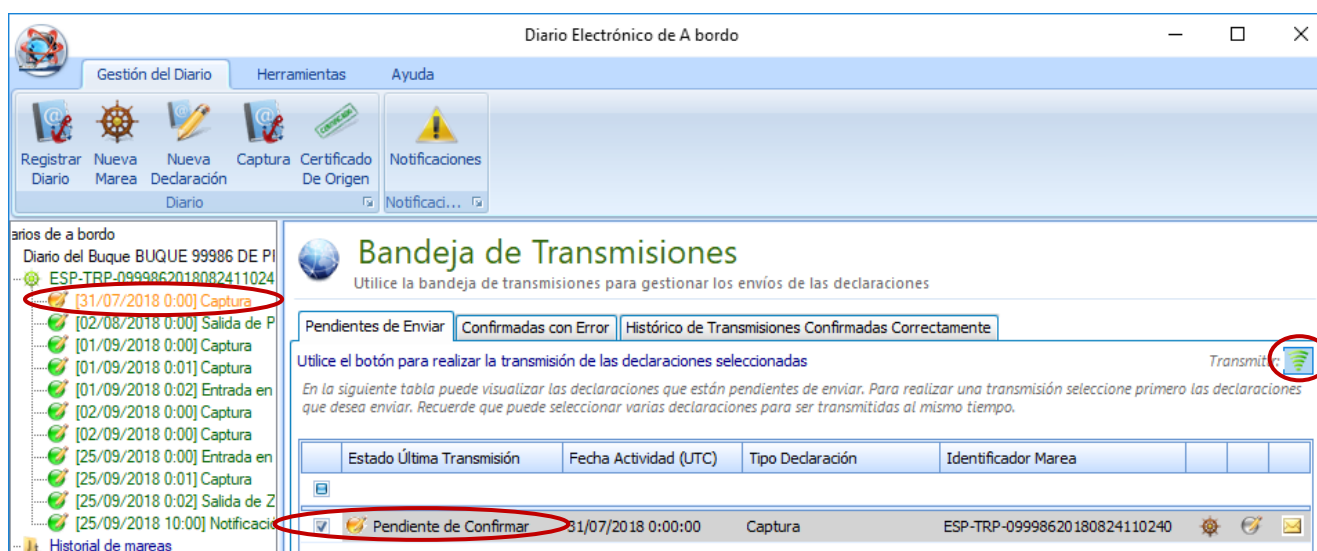 Diario Electrónico de A bordo
Gestión del Diario Herramientas Ayuda
Registrar Diario
Nueva Marea
Nueva Declaración
Captura
Certificado De Origen
Notificaciones
Diario
Notificaci...
arios de a bordo
Diario del Buque BUQUE 99986 DE PI
ESP-TRP-0999862018082411024
[31/07/2018 0:00] Captura
[02/08/2018 0:00] Salida de P
[01/09/2018 0:00] Captura
[01/09/2018 0:01] Captura
[01/09/2018 0:02] Entrada en
[02/09/2018 0:00] Captura
[02/09/2018 0:00] Captura
[25/09/2018 0:00] Entrada en
[25/09/2018 0:01] Captura
[25/09/2018 0:02] Salida de Z
[25/09/2018 10:00] Notificació
Historial de mareas
Bandeja de Transmisiones
Utilice la bandeja de transmisiones para gestionar los envíos de las declaraciones
Pendientes de Enviar Confirmadas con Error Histórico de Transmisiones Confirmadas Correctamente
Utilice el botón para realizar la transmisión de las declaraciones seleccionadas
Transmitir:
En la siguiente tabla puede visualizar las declaraciones que están pendientes de enviar. Para realizar una transmisión seleccione primero las declaraciones
que desea enviar. Recuerde que puede seleccionar varias declaraciones para ser transmitidas al mismo tiempo.
Estado Última Transmisión Fecha Actividad (UTC) Tipo Declaración Identificador Marea
Pendiente de Confirmar 31/07/2018 0:00:00 Captura ESP-TRP-09998620180824110240